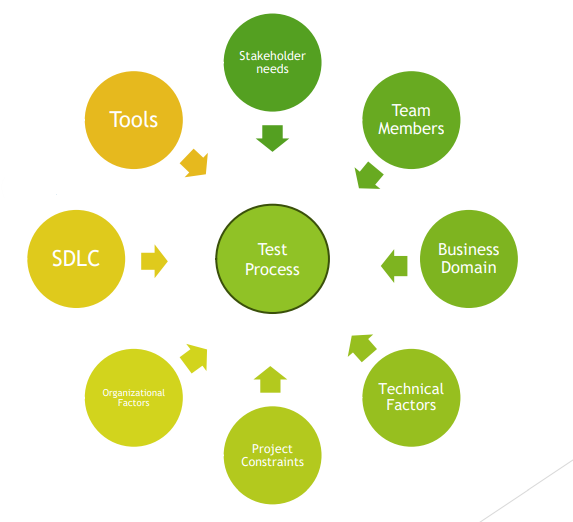 Stakeholder
needs
Team
Members
Business
Domain
Technical
Factors
Project
Constraints
Organizational
Factors
SDLC
Tools
Test
Process